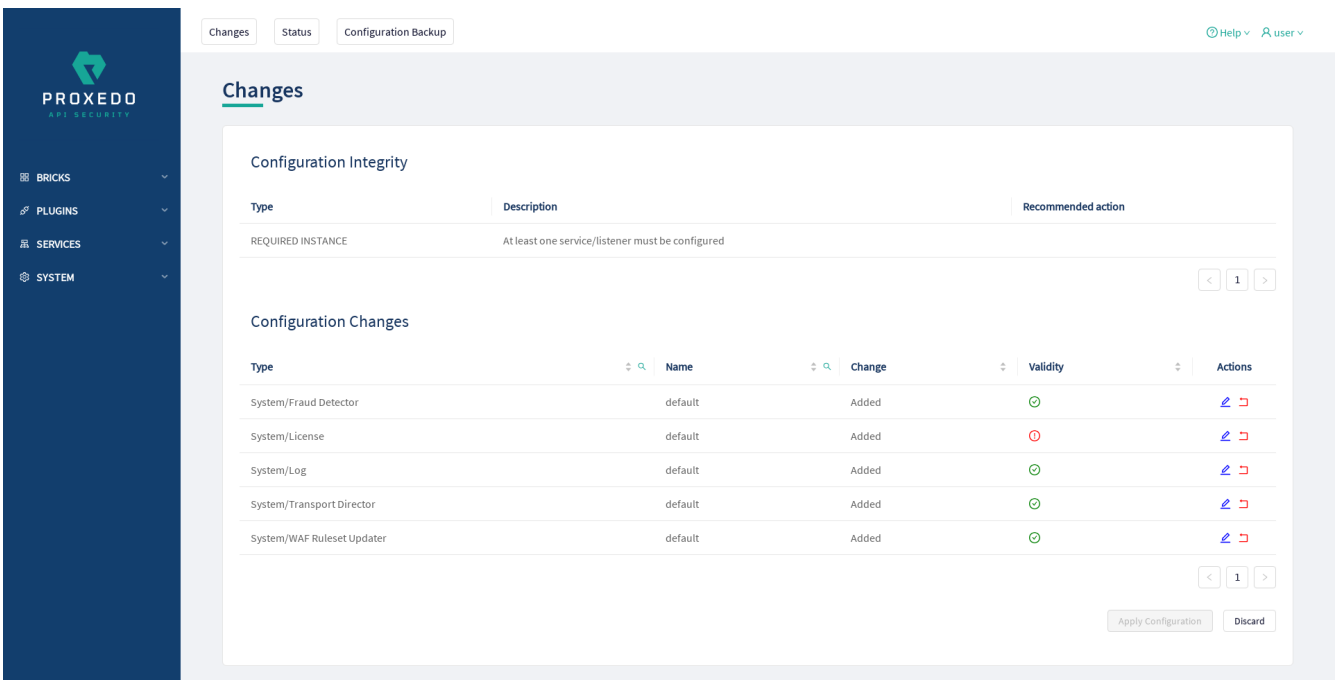 Changes Status Configuration Backup Help user
PROXEDO
API SECURITY
BRICKS
PLUGINS
SERVICES
SYSTEM
Changes
Configuration Integrity
Type Description Recommended action
REQUIRED INSTANCE At least one service/listener must be configured
< 1 >
Configuration Changes
Type Name Change Validity Actions
System/Fraud Detector default Added
System/License default Added
System/Log default Added
System/Transport Director default Added
System/WAF Ruleset Updater default Added
< 1 >
Apply Configuration Discard